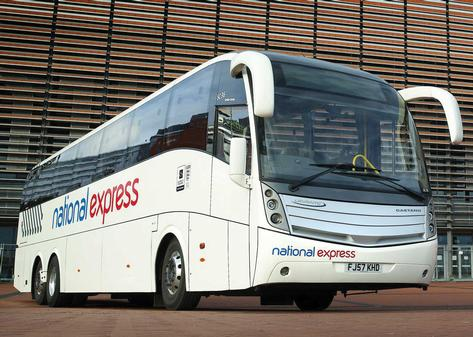 national express
CAETANO
national express
FJ57 KHD